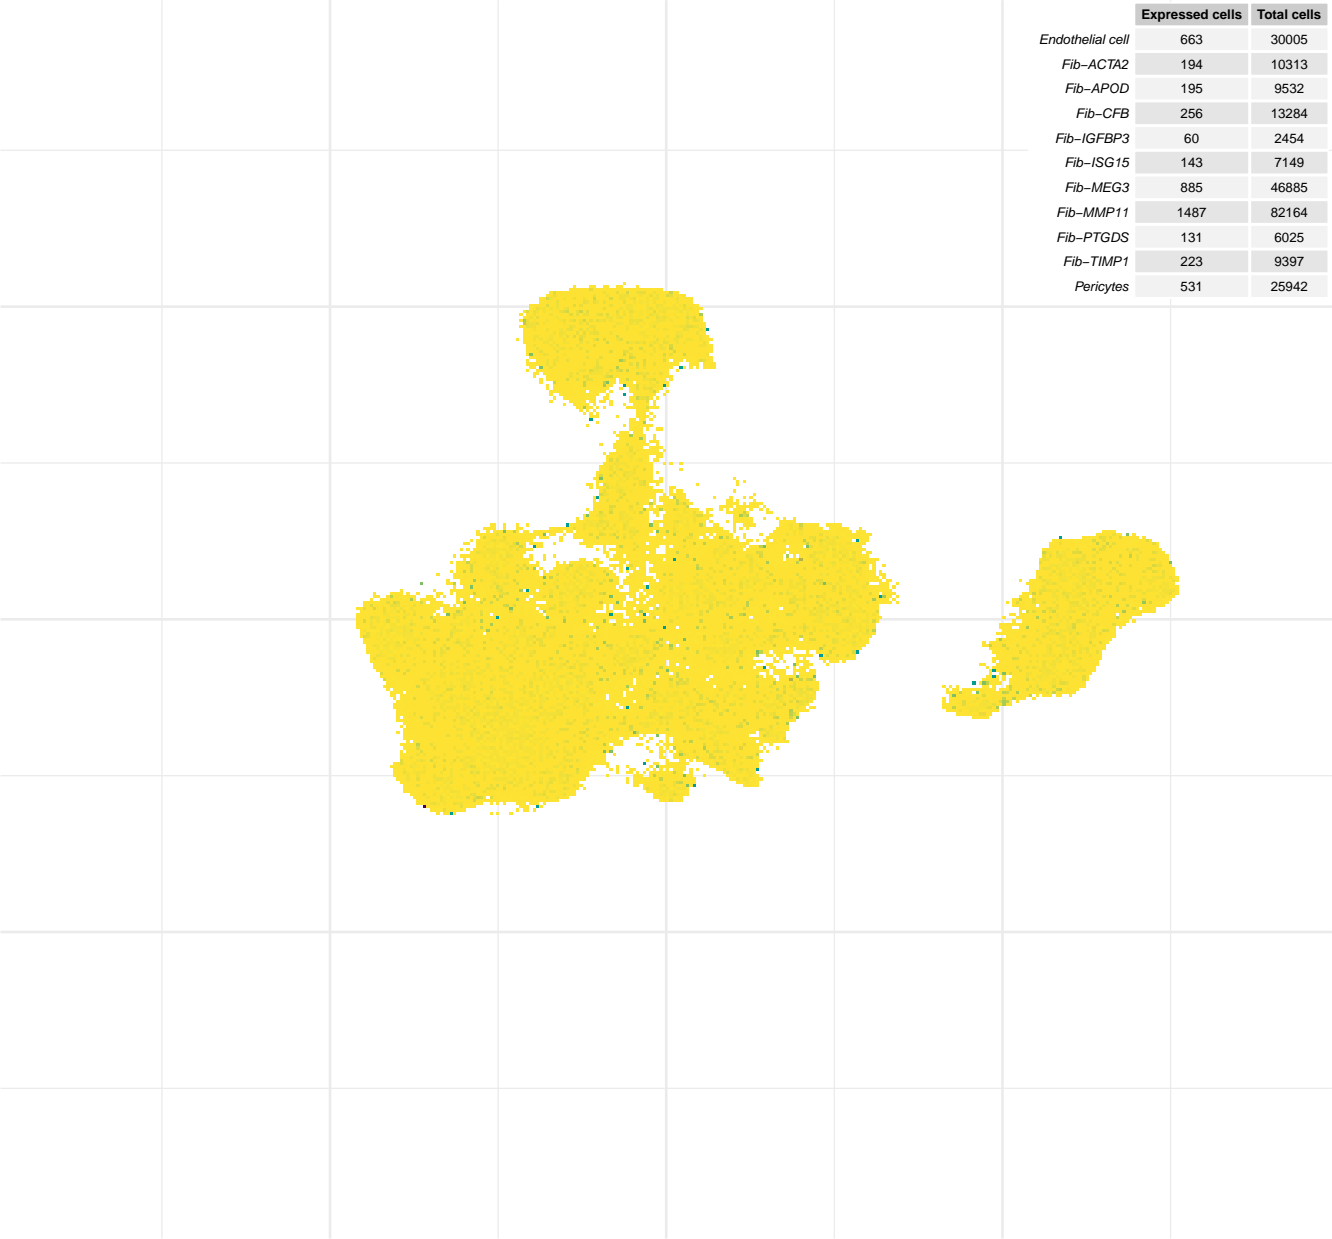 Expressed cells Total cells
Endothelial cell 663 30005
Fib−ACTA2 194 10313
Fib−APOD 195 9532
Fib−CFB 256 13284
Fib−IGFBP3 60 2454
Fib−ISG15 143 7149
Fib−MEG3 885 46885
Fib−MMP11 1487 82164
Fib−PTGDS 131 6025
Fib−TIMP1 223 9397
Pericytes 531 25942